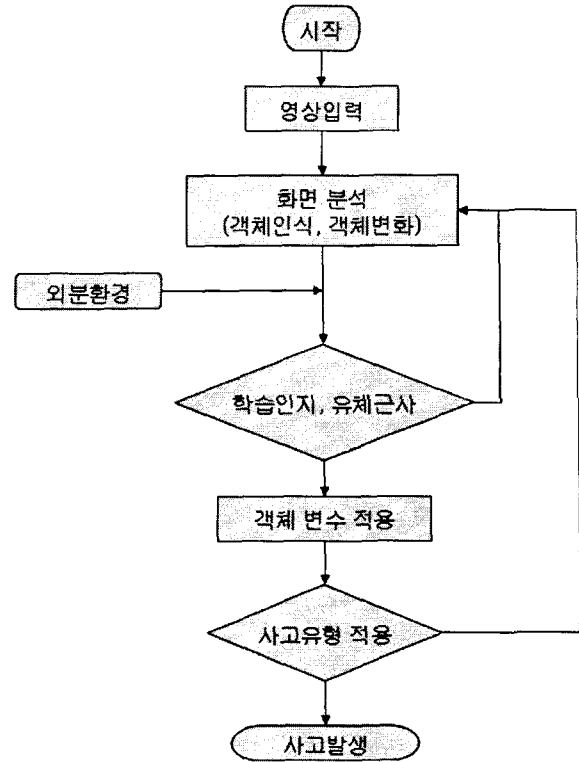 시작
영상입력
화면 분석
(객체인식, 객체변화)
외분환경
학습인지, 유체근사
객체 변수 적용
사고유형 적용
사고발생